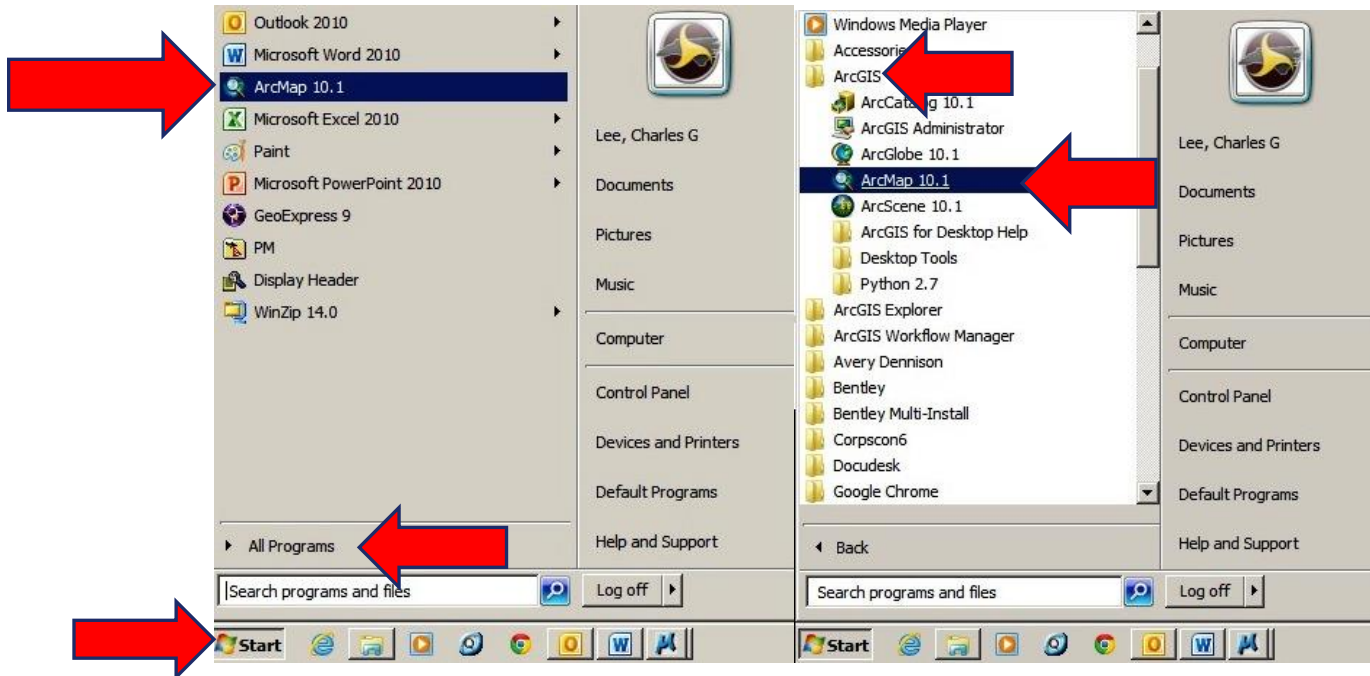 Outlook 2010
Microsoft Word 2010
ArcMap 10.1
Microsoft Excel 2010
Paint
Microsoft PowerPoint 2010
GeoExpress 9
PM
Display Header
WinZip 14.0
All Programs
Search programs and files
Lee, Charles G
Documents
Pictures
Music
Computer
Control Panel
Devices and Printers
Default Programs
Help and Support
Log off
Start
Windows Media Player
Accessories
ArcGIS
ArcCatalog 10.1
ArcGIS Administrator
ArcGlobe 10.1
ArcMap 10.1
ArcScene 10.1
ArcGIS for Desktop Help
Desktop Tools
Python 2.7
ArcGIS Explorer
ArcGIS Workflow Manager
Avery Dennison
Bentley
Bentley Multi-Install
Corpscon6
Docudesk
Google Chrome
Back
Search programs and files
Lee, Charles G
Documents
Pictures
Music
Computer
Control Panel
Devices and Printers
Default Programs
Help and Support
Log off
Start